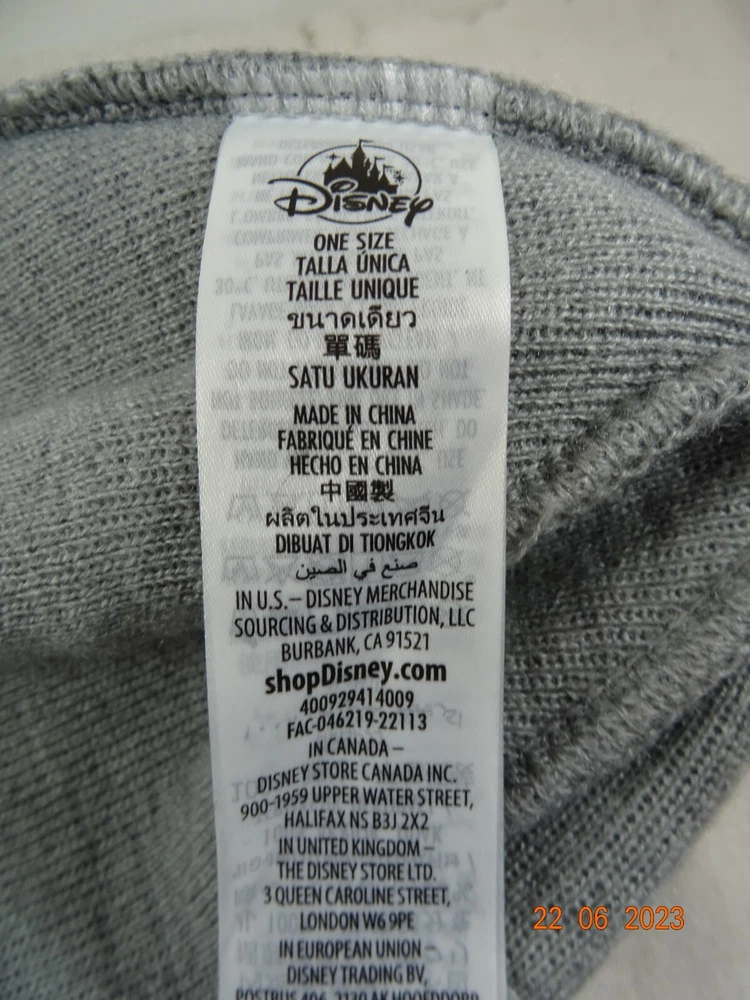 Disney
ONE SIZE
TALLA ÚNICA
TAILLE UNIQUE
ขนาดเดียว
單碼
SATU UKURAN
MADE IN CHINA
FABRIQUÉ EN CHINE
HECHO EN CHINA
中國製
ผลิตในประเทศจีน
DIBUAT DI TIONGKOK
صنع في الصين
IN U.S.– DISNEY MERCHANDISE
SOURCING & DISTRIBUTION, LLC
BURBANK, CA 91521
shopDisney.com
400929414009
FAC-046219-22113
IN CANADA –
DISNEY STORE CANADA INC.
900-1959 UPPER WATER STREET,
HALIFAX NS B3J 2X2
IN UNITED KINGDOM –
THE DISNEY STORE LTD.
3 QUEEN CAROLINE STREET,
LONDON W6 9PE
IN EUROPEAN UNION –
DISNEY TRADING BV,
22 06 2023